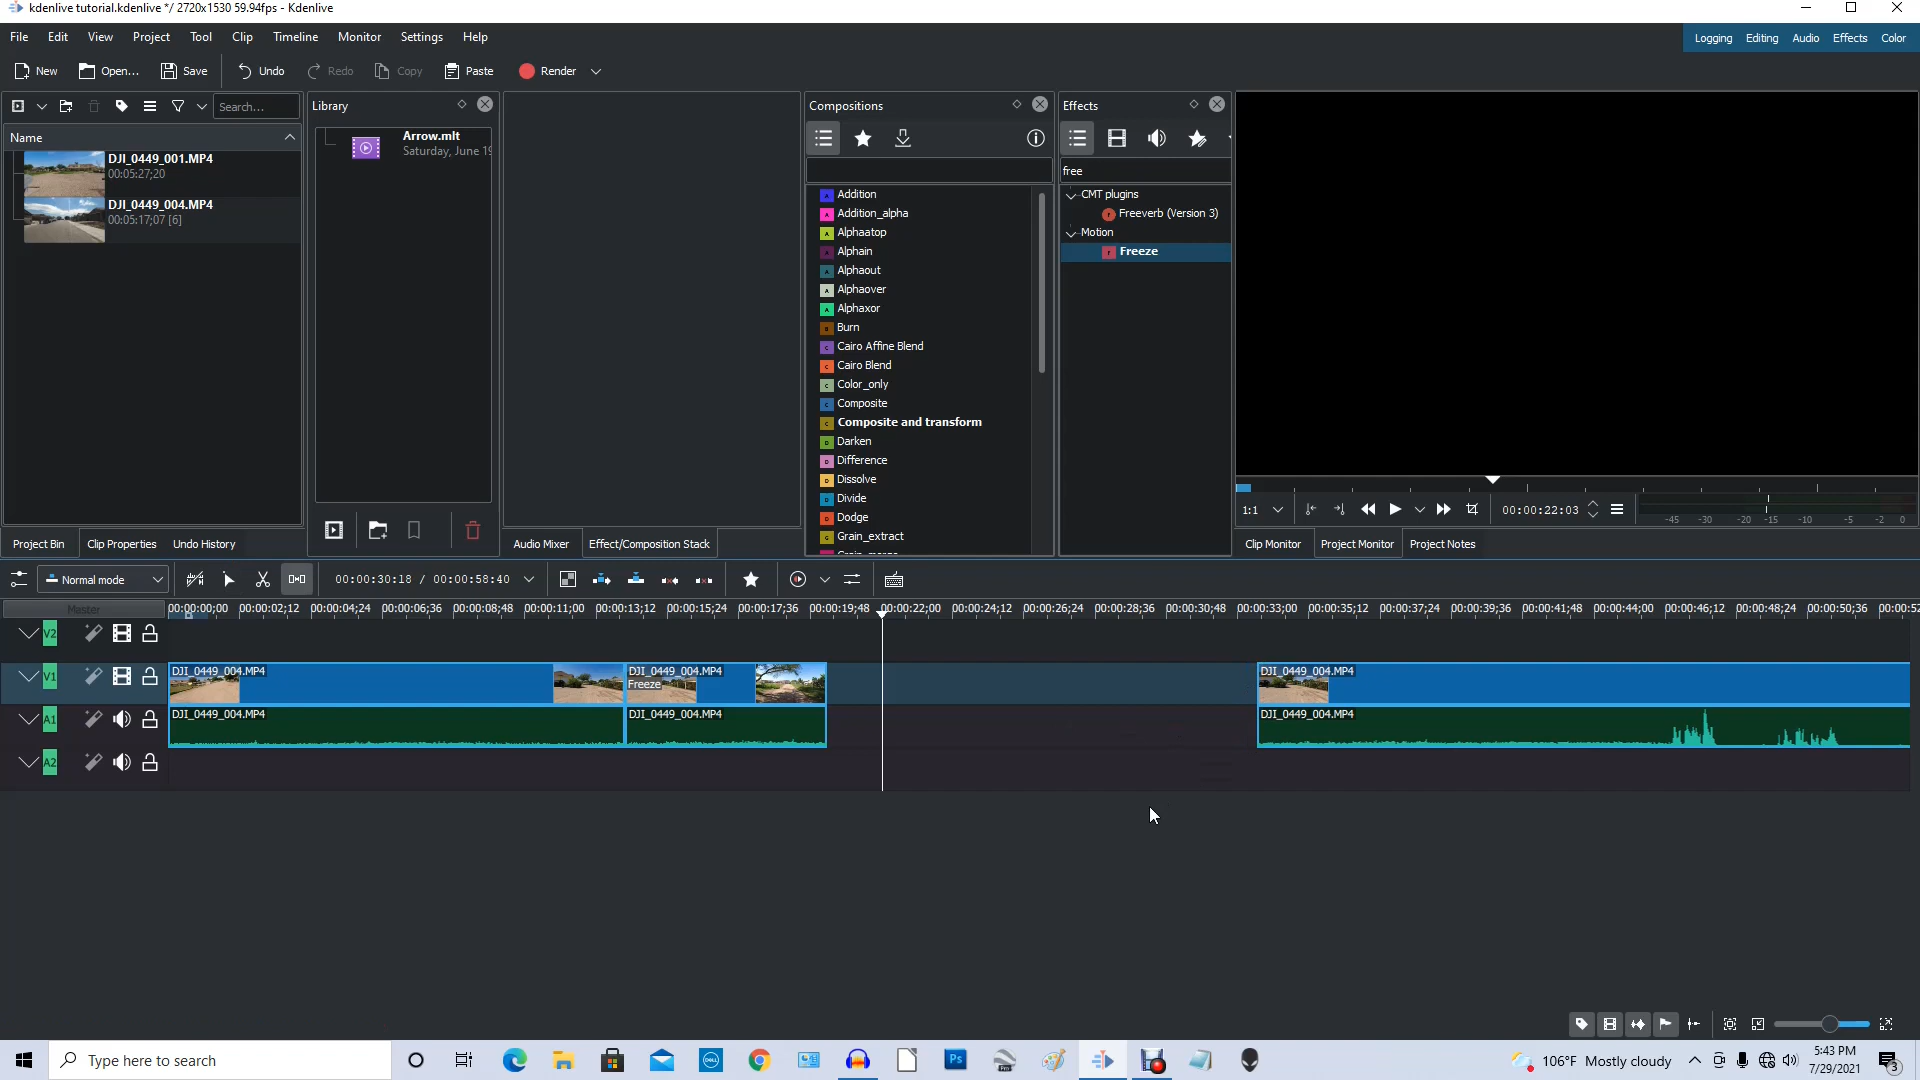 kdenlive tutorial.kdenlive */ 2720x1530 59.94fps - Kdenlive
File Edit View Project Tool Clip Timeline Monitor Settings Help
Logging Editing Audio Effects Color
New Open... Save Undo Redo Copy Paste Render
Search...
Name
DJI_0449_001.MP4
00:05:27;20
DJI_0449_004.MP4
00:05:17;07 [6]
Library
Arrow.mlt
Saturday, June 19
Compositions
Addition
Addition_alpha
Alphaatop
Alphain
Alphaout
Alphaover
Alphaxor
Burn
Cairo Affine Blend
Cairo Blend
Color_only
Composite
Composite and transform
Darken
Difference
Dissolve
Divide
Dodge
Grain_extract
Effects
free
CMT plugins
Freeverb (Version 3)
Motion
Freeze
1:1
00:00:22:03
-45 -30 -20 -15 -10 -5 -2 0
Project Bin Clip Properties Undo History
Audio Mixer Effect/Composition Stack
Clip Monitor Project Monitor Project Notes
Normal mode
00:00:30:18 / 00:00:58:40
Master
00:00:00;00 00:00:02;12 00:00:04;24 00:00:06;36 00:00:08;48 00:00:11;00 00:00:13;12 00:00:15;24 00:00:17;36 00:00:19;48 00:00:22;00 00:00:24;12 00:00:26;24 00:00:28;36 00:00:30;48 00:00:33;00 00:00:35;12 00:00:37;24 00:00:39;36 00:00:41;48 00:00:44;00 00:00:46;12 00:00:48;24 00:00:50;36 00:00:52
V2
V1
DJI_0449_004.MP4 DJI_0449_004.MP4 DJI_0449_004.MP4
Freeze
A1
DJI_0449_004.MP4 DJI_0449_004.MP4 DJI_0449_004.MP4
A2
Type here to search
DELL
Ps
Pro
106°F Mostly cloudy
5:43 PM
7/29/2021
3